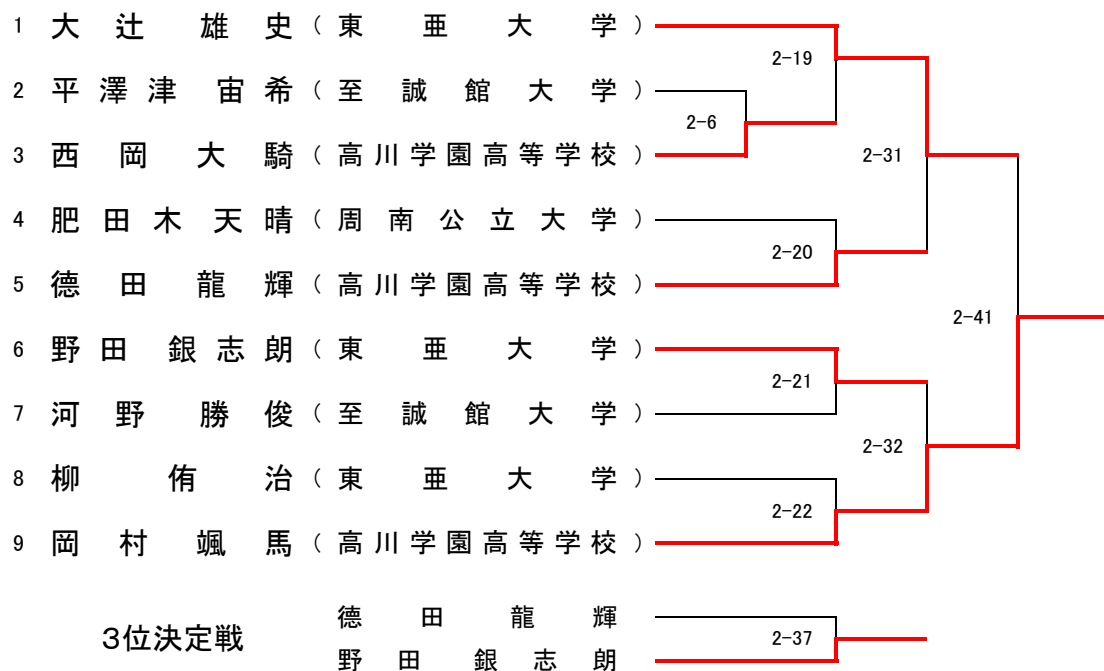 1 大辻雄史（東亜大学）
2-19
2 平澤津宙希（至誠館大学）
2-6
3 西岡大騎（高川学園高等学校）
2-31
4 肥田木天晴（周南公立大学）
2-20
5 德田龍輝（高川学園高等学校）
2-41
6 野田銀志朗（東亜大学）
2-21
7 河野勝俊（至誠館大学）
2-32
8 柳侑治（東亜大学）
2-22
9 岡村颯馬（高川学園高等学校）
德田龍輝
3位決定戦
2-37
野田銀志朗